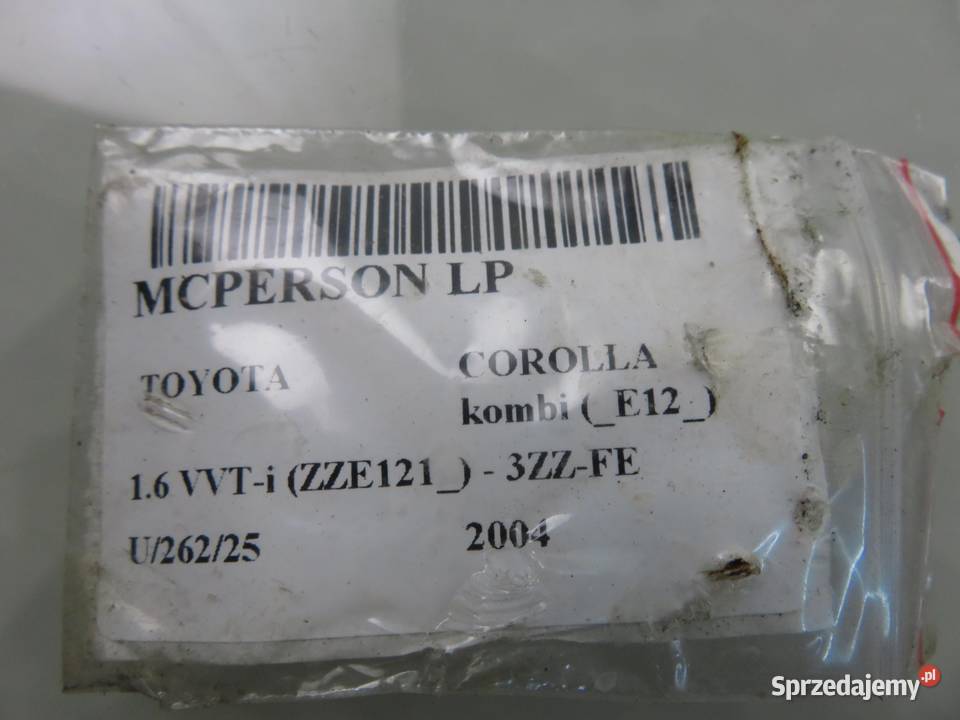 MCPERSON LP
TOYOTA COROLLA
kombi (_E12_)
1.6 VVT-i (ZZE121_) - 3ZZ-FE
U/262/25 2004
Sprzedajemy.pl